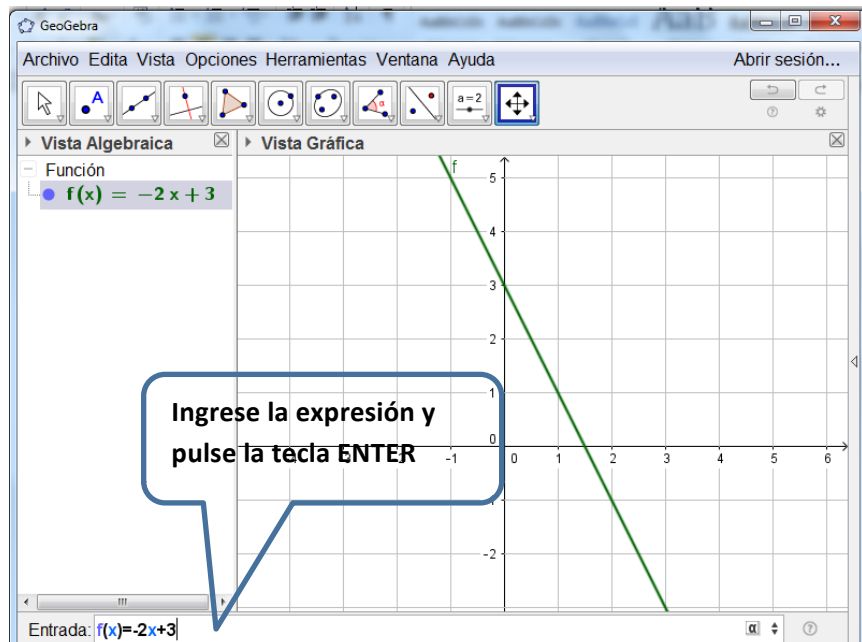 GeoGebra
Archivo Edita Vista Opciones Herramientas Ventana Ayuda
Abrir sesión...
A
α
a=2
Vista Algebraica
Vista Gráfica
Función
f(x) = −2 x + 3
f
5
4
3
2
1
0
-2
-1
0
1
2
3
4
5
6
Ingrese la expresión y
pulse la tecla ENTER
Entrada: f(x)=-2x+3
α